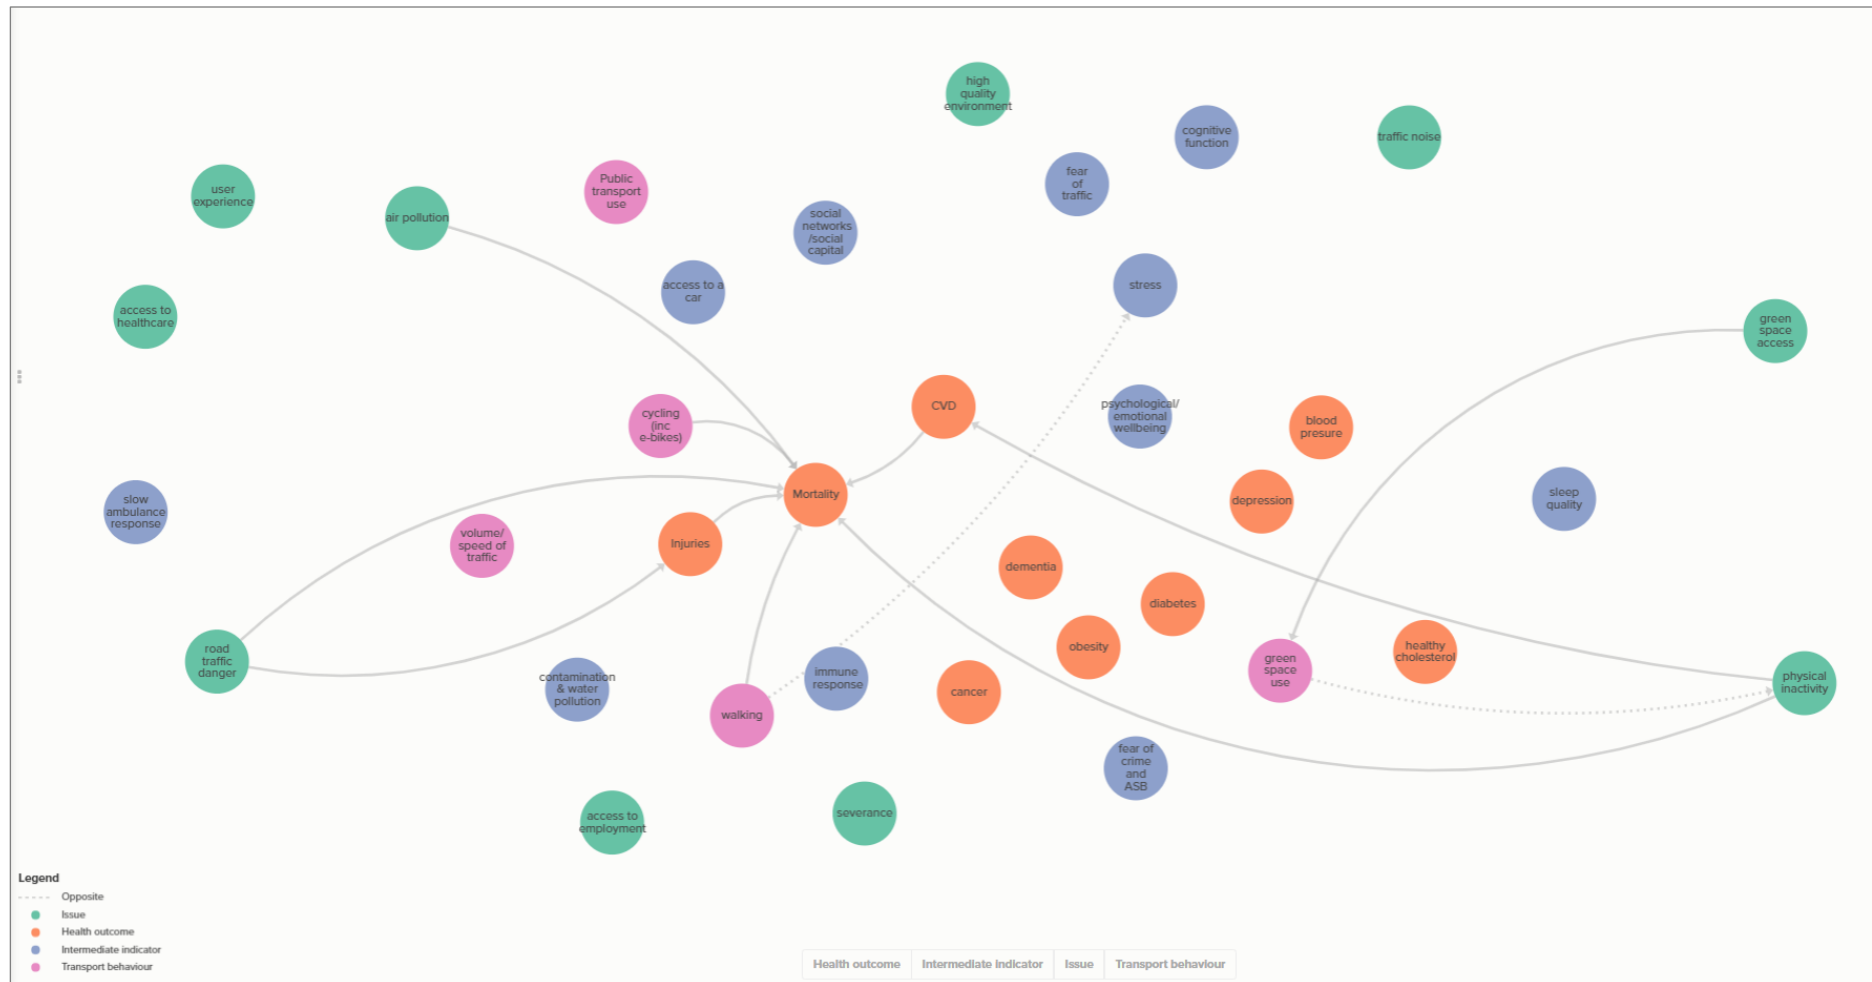 high
quality
environment
cognitive
function
traffic noise
fear
of
traffic
user
experience
Public
transport
use
air pollution
social
networks
/social
capital
access to a
car
stress
access to
healthcare
green
space
access
cycling
(inc
e-bikes)
CVD
psychological/
emotional
wellbeing
blood
presure
Mortality
depression
sleep
quality
slow
ambulance
response
volume/
speed of
traffic
Injuries
dementia
diabetes
obesity
healthy
cholesterol
road
traffic
danger
contamination
& water
pollution
immune
response
cancer
green
space
use
physical
inactivity
walking
fear of
crime
and
ASB
access to
employment
severance
Legend
Opposite
Issue
Health outcome
Intermediate indicator
Transport behaviour
Health outcome Intermediate Indicator Issue Transport behaviour